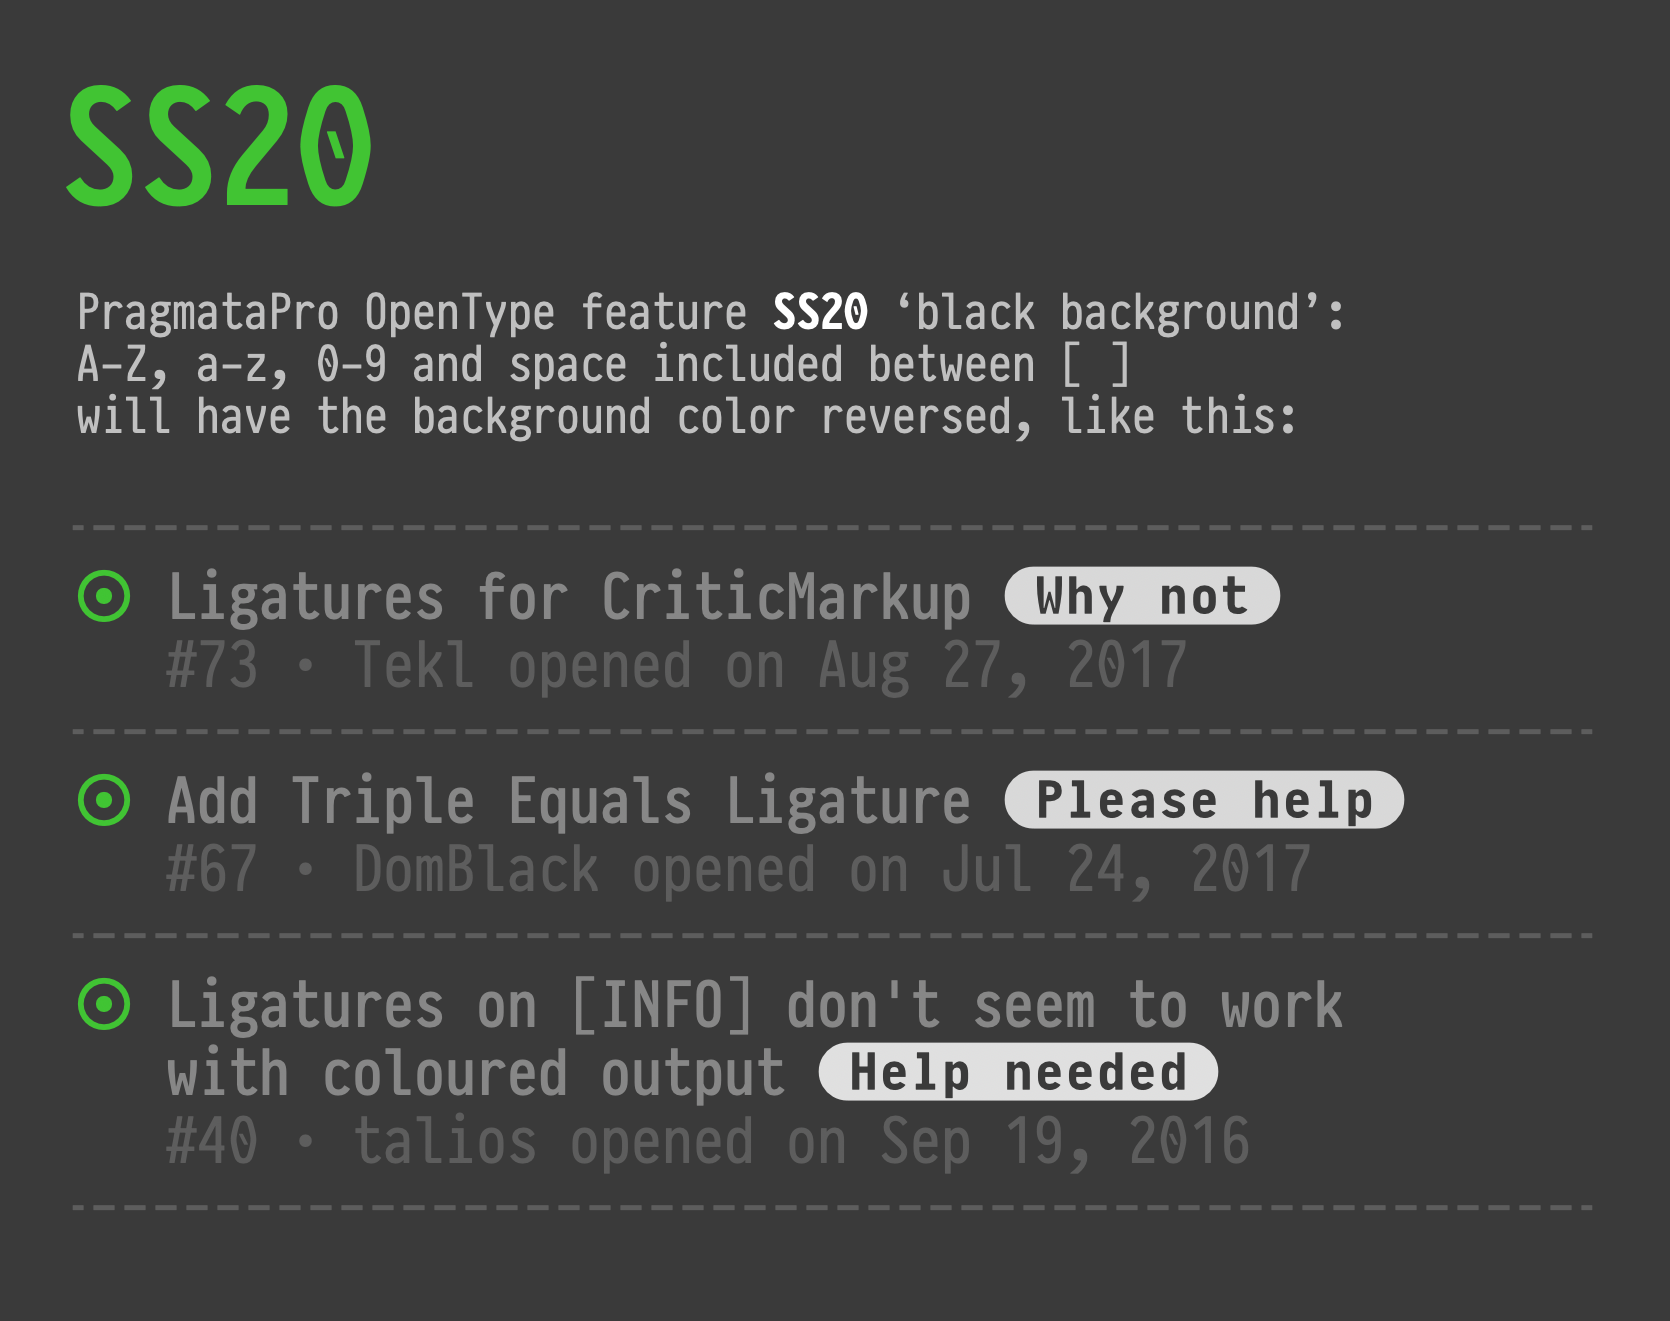 SS20
PragmataPro OpenType feature SS20 ‘black background’:
A–Z, a–z, 0–9 and space included between [ ]
will have the background color reversed, like this:
Ligatures for CriticMarkup Why not
#73 · Tekl opened on Aug 27, 2017
Add Triple Equals Ligature Please help
#67 · DomBlack opened on Jul 24, 2017
Ligatures on [INFO] don't seem to work
with coloured output Help needed
#40 · talios opened on Sep 19, 2016